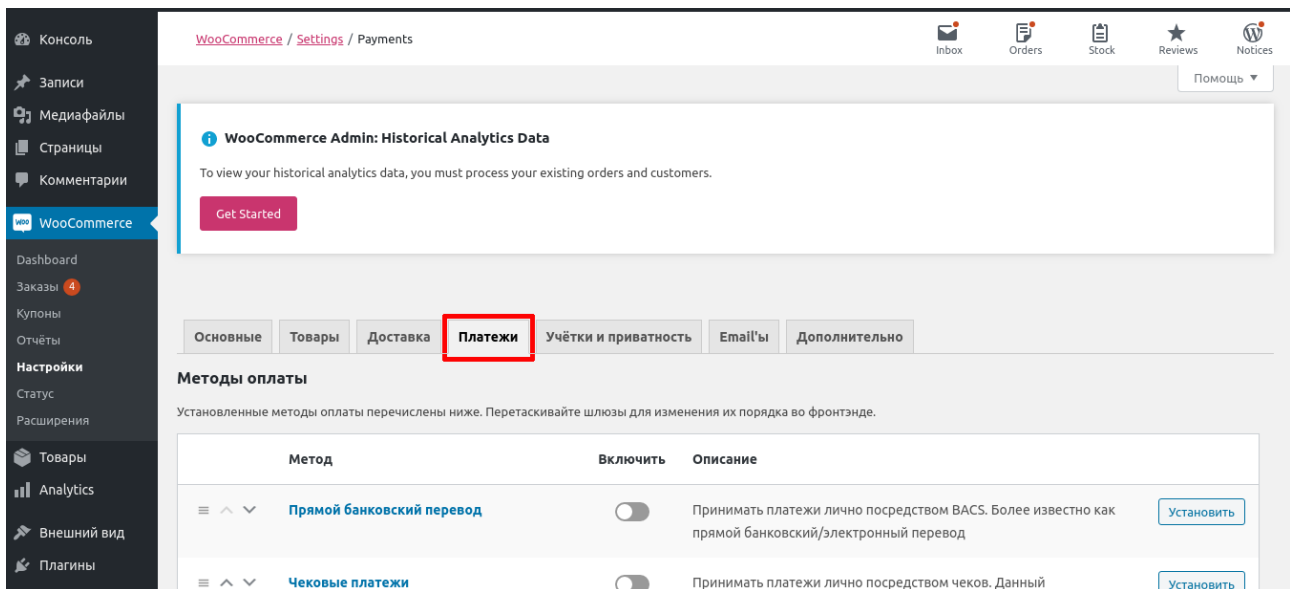 Консоль
Записи
Медиафайлы
Страницы
Комментарии
WooCommerce
Dashboard
Заказы 4
Купоны
Отчёты
Настройки
Статус
Расширения
Товары
Analytics
Внешний вид
Плагины
WooCommerce / Settings / Payments
Inbox
Orders
Stock
Reviews
Notices
Помощь
WooCommerce Admin: Historical Analytics Data
To view your historical analytics data, you must process your existing orders and customers.
Get Started
Основные
Товары
Доставка
Платежи
Учётки и приватность
Email'ы
Дополнительно
Методы оплаты
Установленные методы оплаты перечислены ниже. Перетаскивайте шлюзы для изменения их порядка во фронтэнде.
Метод
Включить
Описание
Прямой банковский перевод
Принимать платежи лично посредством BACS. Более известно как
прямой банковский/электронный перевод
Установить
Чековые платежи
Принимать платежи лично посредством чеков. Данный
Установить